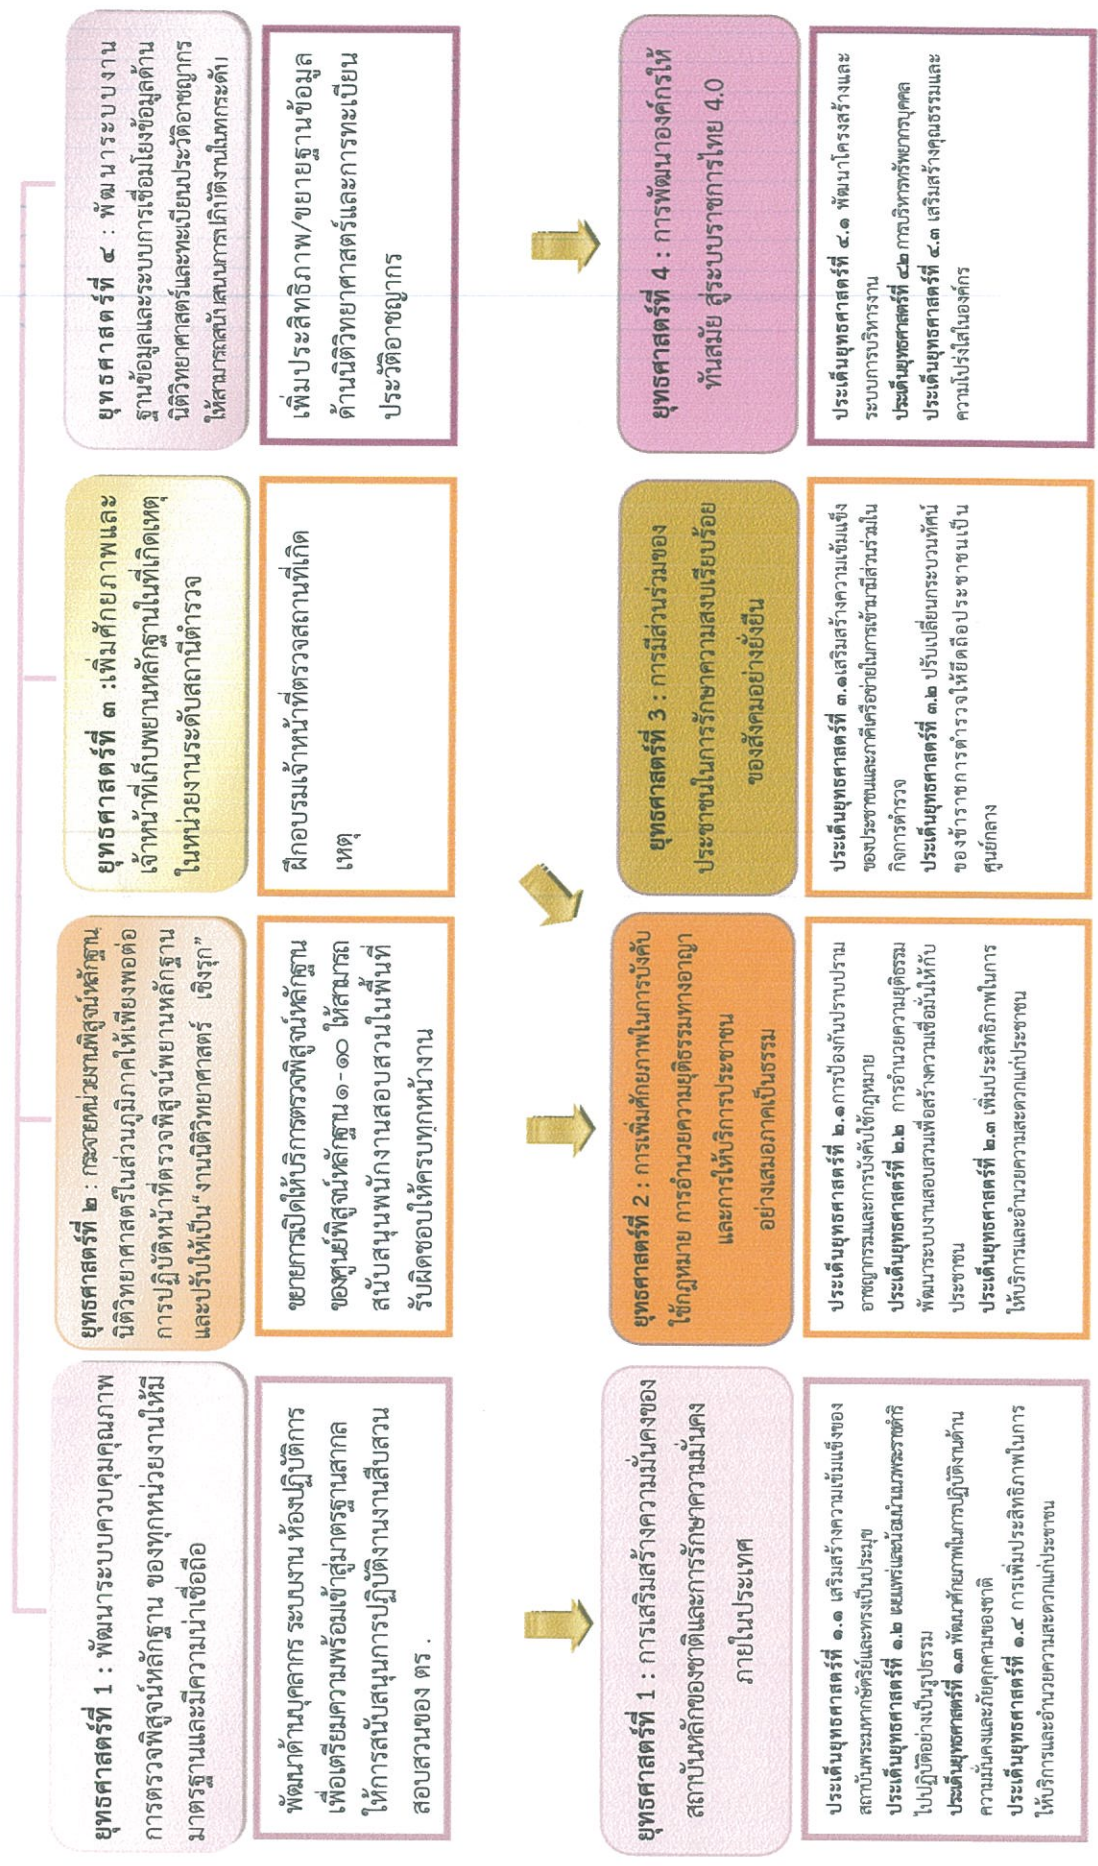 ยุทธศาสตร์ที่ 1 : พัฒนาระบบควบคุมคุณภาพ
การตรวจพิสูจน์หลักฐาน ของทุกหน่วยงานให้มี
มาตรฐานและมีความน่าเชื่อถือ
ยุทธศาสตร์ที่ ๒ : กระจายหน่วยงานพิสูจน์หลักฐาน
นิติวิทยาศาสตร์ในส่วนภูมิภาคให้เพียงพอต่อ
การปฏิบัติหน้าที่ตรวจพิสูจน์พยานหลักฐาน
และปรับให้เป็น“งานนิติวิทยาศาสตร์ เชิงรุก”
ยุทธศาสตร์ที่ ๓ :เพิ่มศักยภาพและ
เจ้าหน้าที่เก็บพยานหลักฐานในที่เกิดเหตุ
ในหน่วยงานระดับสถานีตำรวจ
ยุทธศาสตร์ที่ ๔ : พัฒนาระบบงาน
ฐานข้อมูลและระบบการเชื่อมโยงข้อมูลด้าน
นิติวิทยาศาสตร์และทะเบียนประวัติอาชญากร
ให้สามารถสนับสนุนการปฏิบัติงานในทุกระดับ
พัฒนาด้านบุคลากร ระบบงาน ห้องปฏิบัติการ
เพื่อเตรียมความพร้อมเข้าสู่มาตรฐานสากล
ให้การสนับสนุนการปฏิบัติงานงานสืบสวน
สอบสวนของ ตร .
ขยายการเปิดให้บริการตรวจพิสูจน์หลักฐาน
ของศูนย์พิสูจน์หลักฐาน ๑-๑๐ ให้สามารถ
สนับสนุนพนักงานสอบสวนในพื้นที่
รับผิดชอบให้ครบทุกหน้างาน
ฝึกอบรมเจ้าหน้าที่ตรวจสถานที่เกิด
เหตุ
เพิ่มประสิทธิภาพ/ขยายฐานข้อมูล
ด้านนิติวิทยาศาสตร์และการทะเบียน
ประวัติอาชญากร
ยุทธศาสตร์ที่ 1 : การเสริมสร้างความมั่นคงของ
สถาบันหลักของชาติและการรักษาความมั่นคง
ภายในประเทศ
ยุทธศาสตร์ที่ 2 : การเพิ่มศักยภาพในการบังคับ
ใช้กฎหมาย การอำนวยความยุติธรรมทางอาญา
และการให้บริการประชาชน
อย่างเสมอภาคเป็นธรรม
ยุทธศาสตร์ที่ 3 : การมีส่วนร่วมของ
ประชาชนในการรักษาความสงบเรียบร้อย
ของสังคมอย่างยั่งยืน
ยุทธศาสตร์ที่ 4 : การพัฒนาองค์กรให้
ทันสมัย สู่ระบบราชการไทย 4.0
ประเด็นยุทธศาสตร์ที่ ๑.๑ เสริมสร้างความเข้มแข็งของ
สถาบันพระมหากษัตริย์และทรงเป็นประมุข
ประเด็นยุทธศาสตร์ที่ ๑.๒ เผยแพร่และน้อมนำแนวพระราชดำริ
ไปปฏิบัติอย่างเป็นรูปธรรม
ประเด็นยุทธศาสตร์ที่ ๑.๓ พัฒนาศักยภาพในการปฏิบัติงานด้าน
ความมั่นคงและภัยคุกคามของชาติ
ประเด็นยุทธศาสตร์ที่ ๑.๔ การเพิ่มประสิทธิภาพในการ
ให้บริการและอำนวยความสะดวกแก่ประชาชน
ประเด็นยุทธศาสตร์ที่ ๒.๑การป้องกันปราบปราม
อาชญากรรมและการบังคับใช้กฎหมาย
ประเด็นยุทธศาสตร์ที่ ๒.๒ การอำนวยความยุติธรรม
พัฒนาระบบงานสอบสวนเพื่อสร้างความเชื่อมั่นให้กับ
ประชาชน
ประเด็นยุทธศาสตร์ที่ ๒.๓ เพิ่มประสิทธิภาพในการ
ให้บริการและอำนวยความสะดวกแก่ประชาชน
ประเด็นยุทธศาสตร์ที่ ๓.๑เสริมสร้างความเข้มแข็ง
ของประชาชนและภาคีเครือข่ายในการเข้ามามีส่วนร่วมใน
กิจการตำรวจ
ประเด็นยุทธศาสตร์ที่ ๓.๒ ปรับเปลี่ยนกระบวนทัศน์
ของข้าราชการตำรวจให้ยึดถือประชาชนเป็น
ศูนย์กลาง
ประเด็นยุทธศาสตร์ที่ ๔.๑ พัฒนาโครงสร้างและ
ระบบการบริหารงาน
ประเด็นยุทธศาสตร์ที่ ๔.๒ การบริหารทรัพยากรบุคคล
ประเด็นยุทธศาสตร์ที่ ๔.๓ เสริมสร้างคุณธรรมและ
ความโปร่งใสในองค์กร